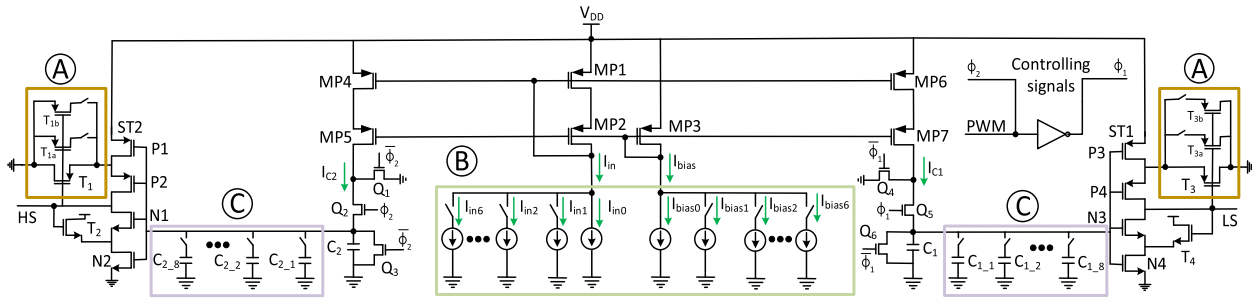 V_DD
A
T_1b
T_1a
T_1
ST2
P1
P2
N1
N2
HS
T_2
C
C_2_8
C_2_2
C_2_1
MP4
MP5
I_C2
ϕ̅_2
Q_1
Q_2
ϕ_2
C_2
ϕ̅_2
Q_3
MP1
MP2
MP3
I_in
I_bias
B
I_in6
I_in2
I_in1
I_in0
I_bias0
I_bias1
I_bias2
I_bias6
MP6
MP7
I_C1
ϕ̅_1
Q_4
ϕ_1
Q_5
Q_6
ϕ̅_1
C_1
ϕ_2
Controlling
signals
ϕ_1
PWM
C
C_1_1
C_1_2
C_1_8
ST1
P3
P4
N3
N4
A
T_3b
T_3a
T_3
LS
T_4